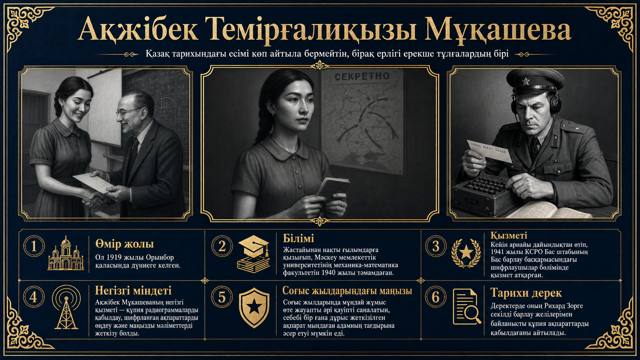 Ақжібек Темірғалиқызы Мұқашева
Қазақ тарихындағы есімі көп айтыла бермейтін, бірақ ерлігі ерекше тұлғалардың бірі
СЕКРЕТНО
1
Өмір жолы
Ол 1919 жылы Орынбор
қаласында дүниеге келген.
2
Білімі
Жастайынан нақты ғылымдарға
қызығып, Мәскеу мемлекеттік
университетінің механика-математика
факультетін 1940 жылы тәмамдаған.
3
Қызметі
Кейін арнайы дайындықтан өтіп,
1941 жылы КСРО Бас штабының
Бас барлау басқармасындағы
шифрлаушылар бөлімінде
қызмет атқарған.
4
Негізгі міндеті
Ақжібек Мұқашеваның негізгі
қызметі – құпия радиограммаларды
қабылдау, шифрланған ақпараттарды
өңдеу және маңызды мәліметтерді
жеткізу болды.
5
Соғыс жылдарындағы маңызы
Соғыс жылдарында мұндай жұмыс
өте жауапты әрі қауіпті саналатын,
себебі бір ғана дұрыс жеткізілген
ақпарат мыңдаған адамның тағдырына
әсер етуі мүмкін еді.
6
Тарихи дерек
Деректерде оның Рихард Зорге
секілді барлау желілерімен
байланысты құпия ақпараттарды
қабылдағаны айтылады.